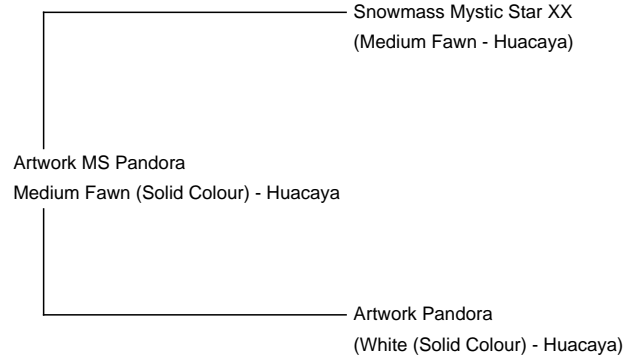 Snowmass Mystic Star XX
(Medium Fawn - Huacaya)
Artwork MS Pandora
Medium Fawn (Solid Colour) - Huacaya
Artwork Pandora
(White (Solid Colour) - Huacaya)